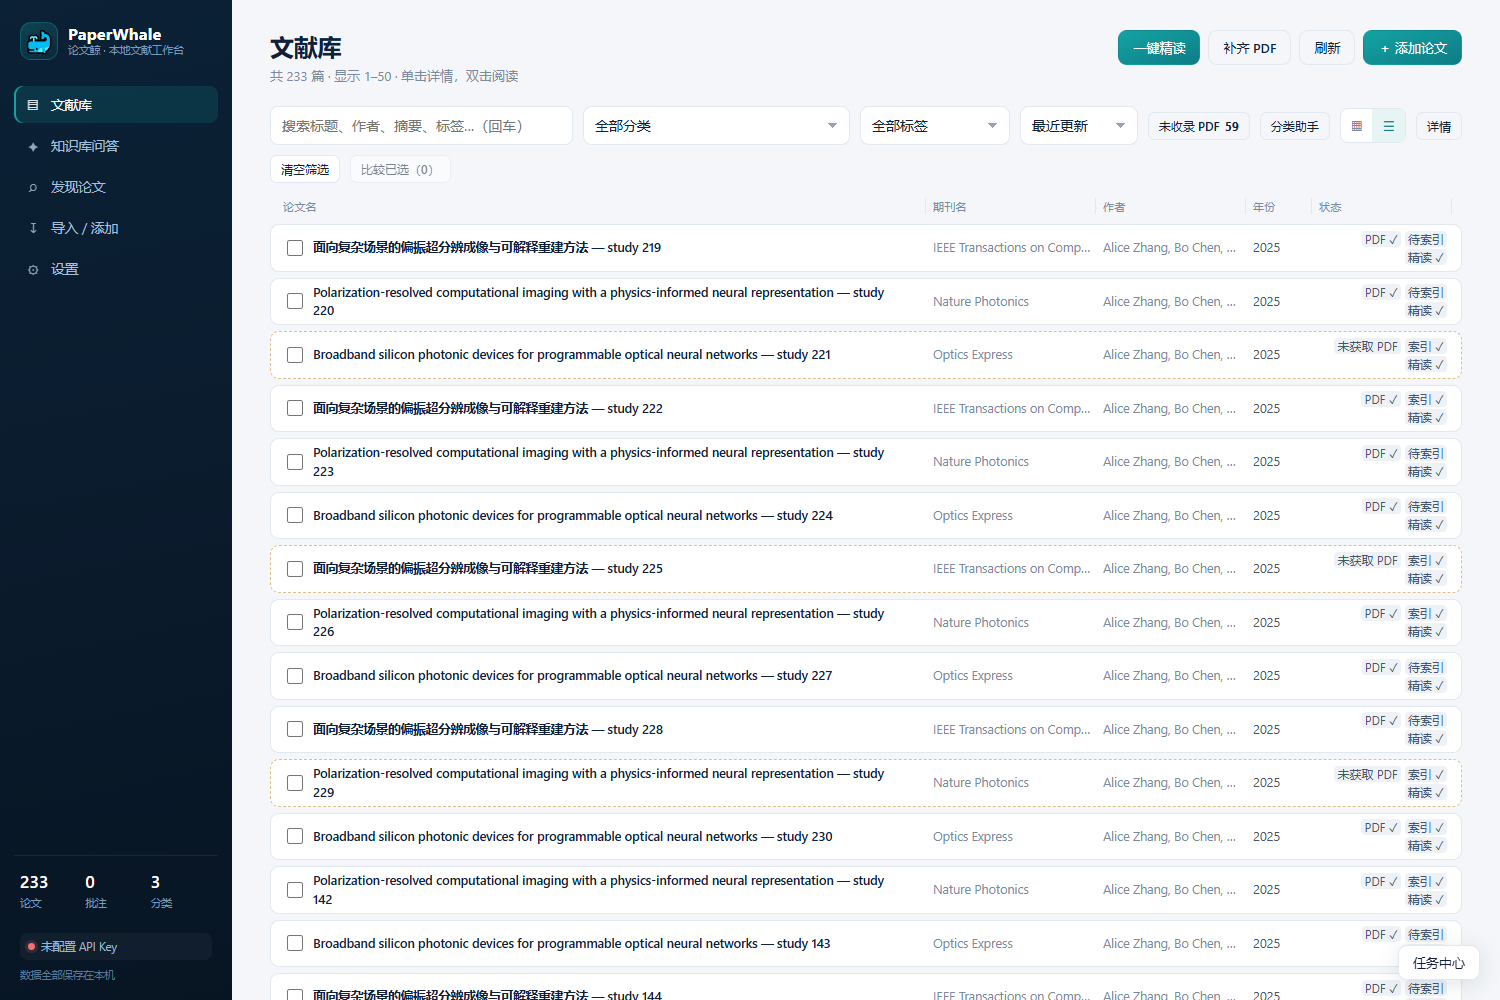 PaperWhale
论文鲸 · 本地文献工作台
文献库
知识库问答
发现论文
导入 / 添加
设置
233
0
3
论文
批注
分类
未配置 API Key
数据全部保存在本机
文献库
共 233 篇 · 显示 1–50 · 单击详情，双击阅读
一键精读
补齐 PDF
刷新
+ 添加论文
搜索标题、作者、摘要、标签…（回车）
全部分类
全部标签
最近更新
未收录 PDF 59
分类助手
详情
清空筛选
比较已选（0）
论文名 期刊名 作者 年份 状态
面向复杂场景的偏振超分辨成像与可解释重建方法 — study 219
IEEE Transactions on Comp... Alice Zhang, Bo Chen, ... 2025
PDF ✓ 待索引
精读 ✓
Polarization-resolved computational imaging with a physics-informed neural representation — study
220
Nature Photonics Alice Zhang, Bo Chen, ... 2025
PDF ✓ 待索引
精读 ✓
Broadband silicon photonic devices for programmable optical neural networks — study 221
Optics Express Alice Zhang, Bo Chen, ... 2025
未获取 PDF 索引 ✓
精读 ✓
面向复杂场景的偏振超分辨成像与可解释重建方法 — study 222
IEEE Transactions on Comp... Alice Zhang, Bo Chen, ... 2025
PDF ✓ 索引 ✓
精读 ✓
Polarization-resolved computational imaging with a physics-informed neural representation — study
223
Nature Photonics Alice Zhang, Bo Chen, ... 2025
PDF ✓ 待索引
精读 ✓
Broadband silicon photonic devices for programmable optical neural networks — study 224
Optics Express Alice Zhang, Bo Chen, ... 2025
PDF ✓ 待索引
精读 ✓
面向复杂场景的偏振超分辨成像与可解释重建方法 — study 225
IEEE Transactions on Comp... Alice Zhang, Bo Chen, ... 2025
未获取 PDF 索引 ✓
精读 ✓
Polarization-resolved computational imaging with a physics-informed neural representation — study
226
Nature Photonics Alice Zhang, Bo Chen, ... 2025
PDF ✓ 索引 ✓
精读 ✓
Broadband silicon photonic devices for programmable optical neural networks — study 227
Optics Express Alice Zhang, Bo Chen, ... 2025
PDF ✓ 待索引
精读 ✓
面向复杂场景的偏振超分辨成像与可解释重建方法 — study 228
IEEE Transactions on Comp... Alice Zhang, Bo Chen, ... 2025
PDF ✓ 待索引
精读 ✓
Polarization-resolved computational imaging with a physics-informed neural representation — study
229
Nature Photonics Alice Zhang, Bo Chen, ... 2025
未获取 PDF 索引 ✓
精读 ✓
Broadband silicon photonic devices for programmable optical neural networks — study 230
Optics Express Alice Zhang, Bo Chen, ... 2025
PDF ✓ 索引 ✓
精读 ✓
Polarization-resolved computational imaging with a physics-informed neural representation — study
142
Nature Photonics Alice Zhang, Bo Chen, ... 2025
PDF ✓ 索引 ✓
精读 ✓
Broadband silicon photonic devices for programmable optical neural networks — study 143
Optics Express Alice Zhang, Bo Chen, ... 2025
PDF ✓ 待索引
任务中心
面向复杂场景的偏振超分辨成像与可解释重建方法 — study 144
IEEE Transactions on Comp... Alice Zhang, Bo Chen, ... 2025
PDF ✓ 待索引